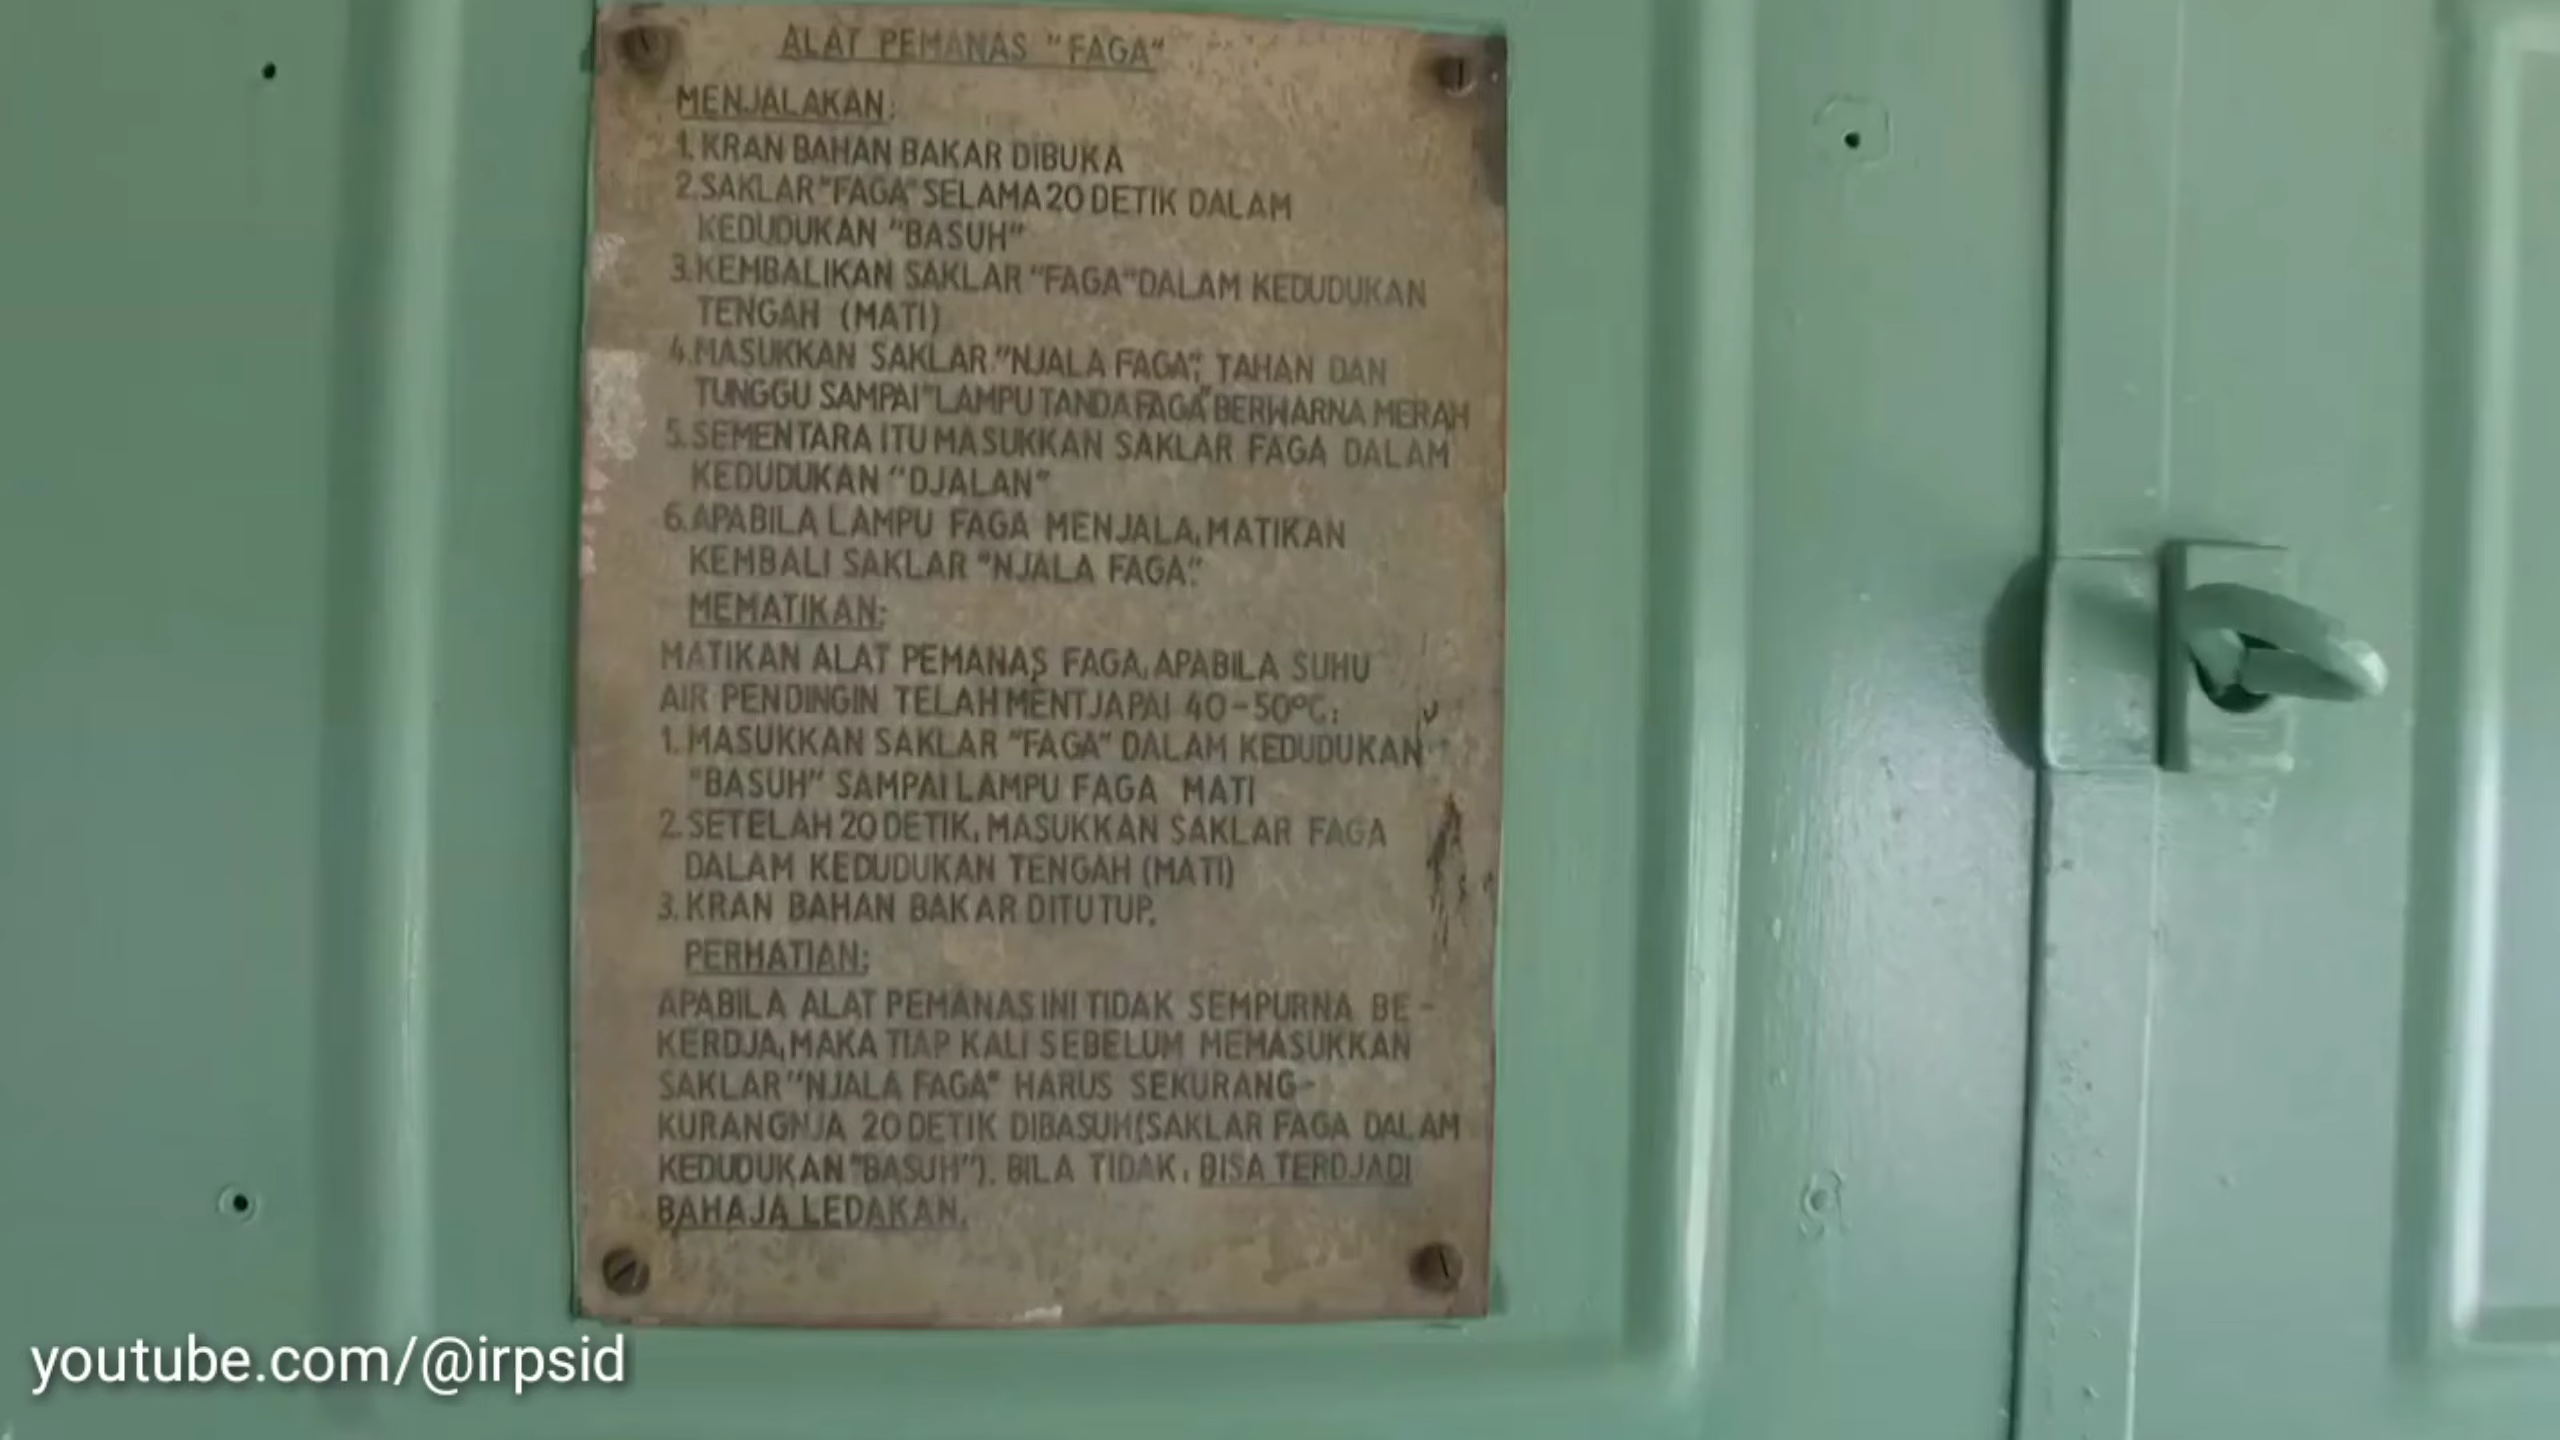 ALAT PEMANAS "FAGA"
MENJALAKAN:
1. KRAN BAHAN BAKAR DIBUKA
2. SAKLAR "FAGA" SELAMA 20 DETIK DALAM
KEDUDUKAN "BASUH"
3. KEMBALIKAN SAKLAR "FAGA" DALAM KEDUDUKAN
TENGAH (MATI)
4. MASUKKAN SAKLAR "NJALA FAGA", TAHAN DAN
TUNGGU SAMPAI "LAMPU TANDA FAGA" BERWARNA MERAH
5. SEMENTARA ITU MASUKKAN SAKLAR FAGA DALAM
KEDUDUKAN "DJALAN"
6. APABILA LAMPU FAGA MENJALA, MATIKAN
KEMBALI SAKLAR "NJALA FAGA".
MEMATIKAN:
MATIKAN ALAT PEMANAS FAGA, APABILA SUHU
AIR PENDINGIN TELAH MENTJAPAI 40-50°C:
1. MASUKKAN SAKLAR "FAGA" DALAM KEDUDUKAN
"BASUH" SAMPAI LAMPU FAGA MATI
2. SETELAH 20 DETIK, MASUKKAN SAKLAR FAGA
DALAM KEDUDUKAN TENGAH (MATI)
3. KRAN BAHAN BAKAR DITUTUP.
PERHATIAN:
APABILA ALAT PEMANAS INI TIDAK SEMPURNA BE-
KERDJA, MAKA TIAP KALI SEBELUM MEMASUKKAN
SAKLAR "NJALA FAGA" HARUS SEKURANG-
KURANGNJA 20 DETIK DIBASUH (SAKLAR FAGA DALAM
KEDUDUKAN "BASUH"). BILA TIDAK, BISA TERDJADI
BAHAJA LEDAKAN.
youtube.com/@irpsid